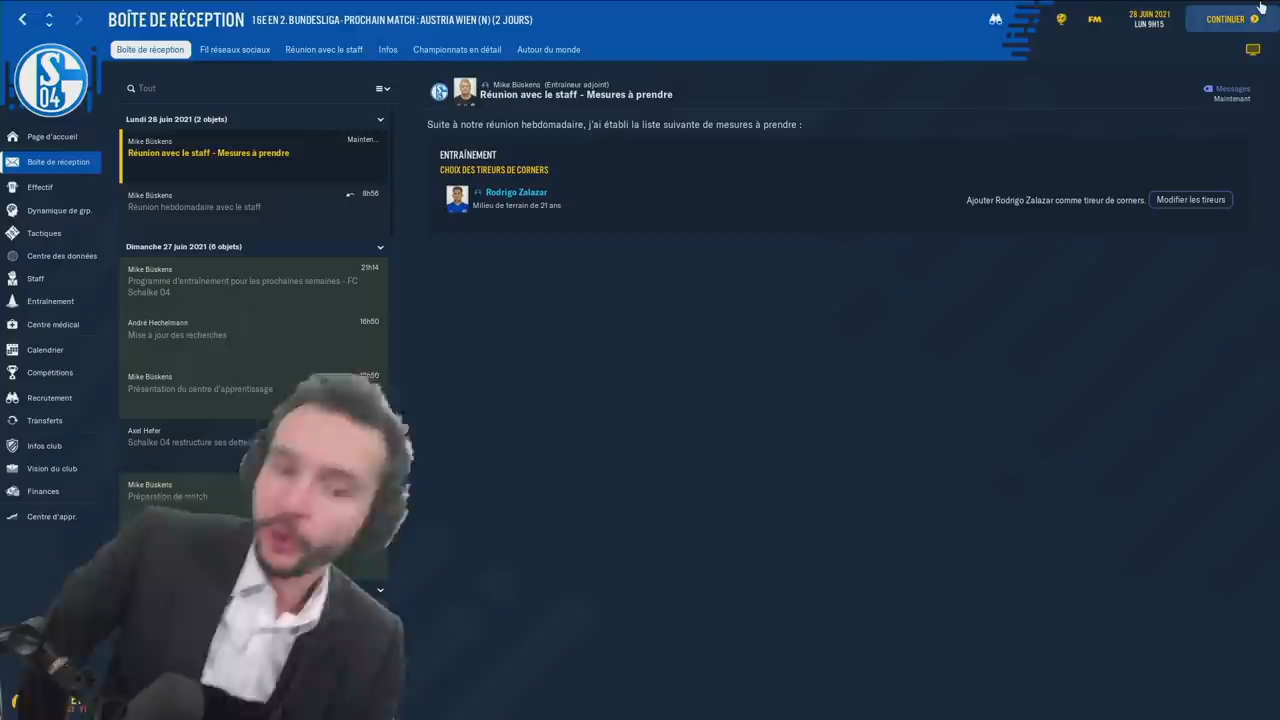 BOÎTE DE RÉCEPTION
16E EN 2. BUNDESLIGA - PROCHAIN MATCH : AUSTRIA WIEN (N) (2 JOURS)
FM
28 JUIN 2021
LUN 9H15
CONTINUER
Boîte de réception
Fil réseaux sociaux
Réunion avec le staff
Infos
Championnats en détail
Autour du monde
S
04
Page d'accueil
Boîte de réception
Effectif
Dynamique de grp.
Tactiques
Centre des données
Staff
Entraînement
Centre médical
Calendrier
Compétitions
Recrutement
Transferts
Infos club
Vision du club
Finances
Centre d'appr.
Tout
Lundi 28 juin 2021 (2 objets)
Mike Büskens
Mainten...
Réunion avec le staff - Mesures à prendre
Mike Büskens
8h56
Réunion hebdomadaire avec le staff
Dimanche 27 juin 2021 (6 objets)
Mike Büskens
21h14
Programme d'entraînement pour les prochaines semaines - FC
Schalke 04
André Hechelmann
16h50
Mise à jour des recherches
Mike Büskens
Présentation du centre d'apprentissage
Axel Hefer
Schalke 04 restructure ses dette
Mike Büskens
Préparation de match
Mike Büskens (Entraîneur adjoint)
Réunion avec le staff - Mesures à prendre
Messages
Maintenant
Suite à notre réunion hebdomadaire, j'ai établi la liste suivante de mesures à prendre :
ENTRAÎNEMENT
CHOIX DES TIREURS DE CORNERS
Rodrigo Zalazar
Milieu de terrain de 21 ans
Ajouter Rodrigo Zalazar comme tireur de corners.
Modifier les tireurs